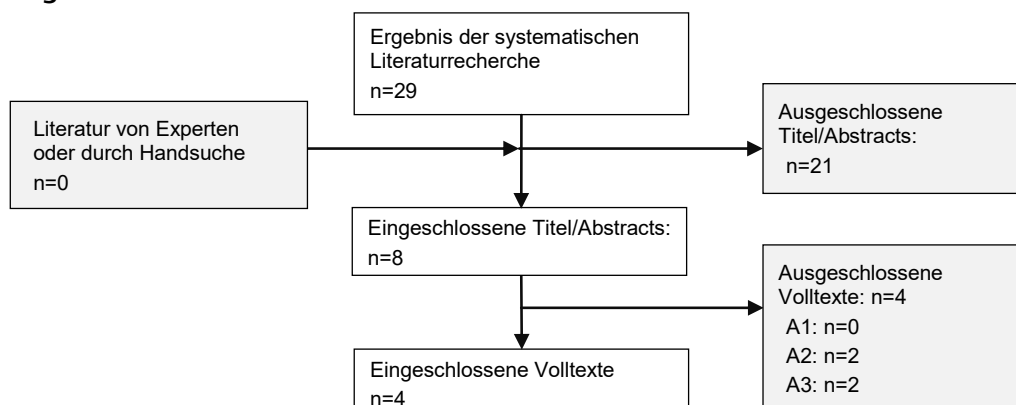 Ergebnis der systematischen
Literaturrecherche
n=29
Literatur von Experten
oder durch Handsuche
n=0
Ausgeschlossene
Titel/Abstracts:
n=21
Eingeschlossene Titel/Abstracts:
n=8
Ausgeschlossene
Volltexte: n=4
A1: n=0
A2: n=2
A3: n=2
Eingeschlossene Volltexte
n=4